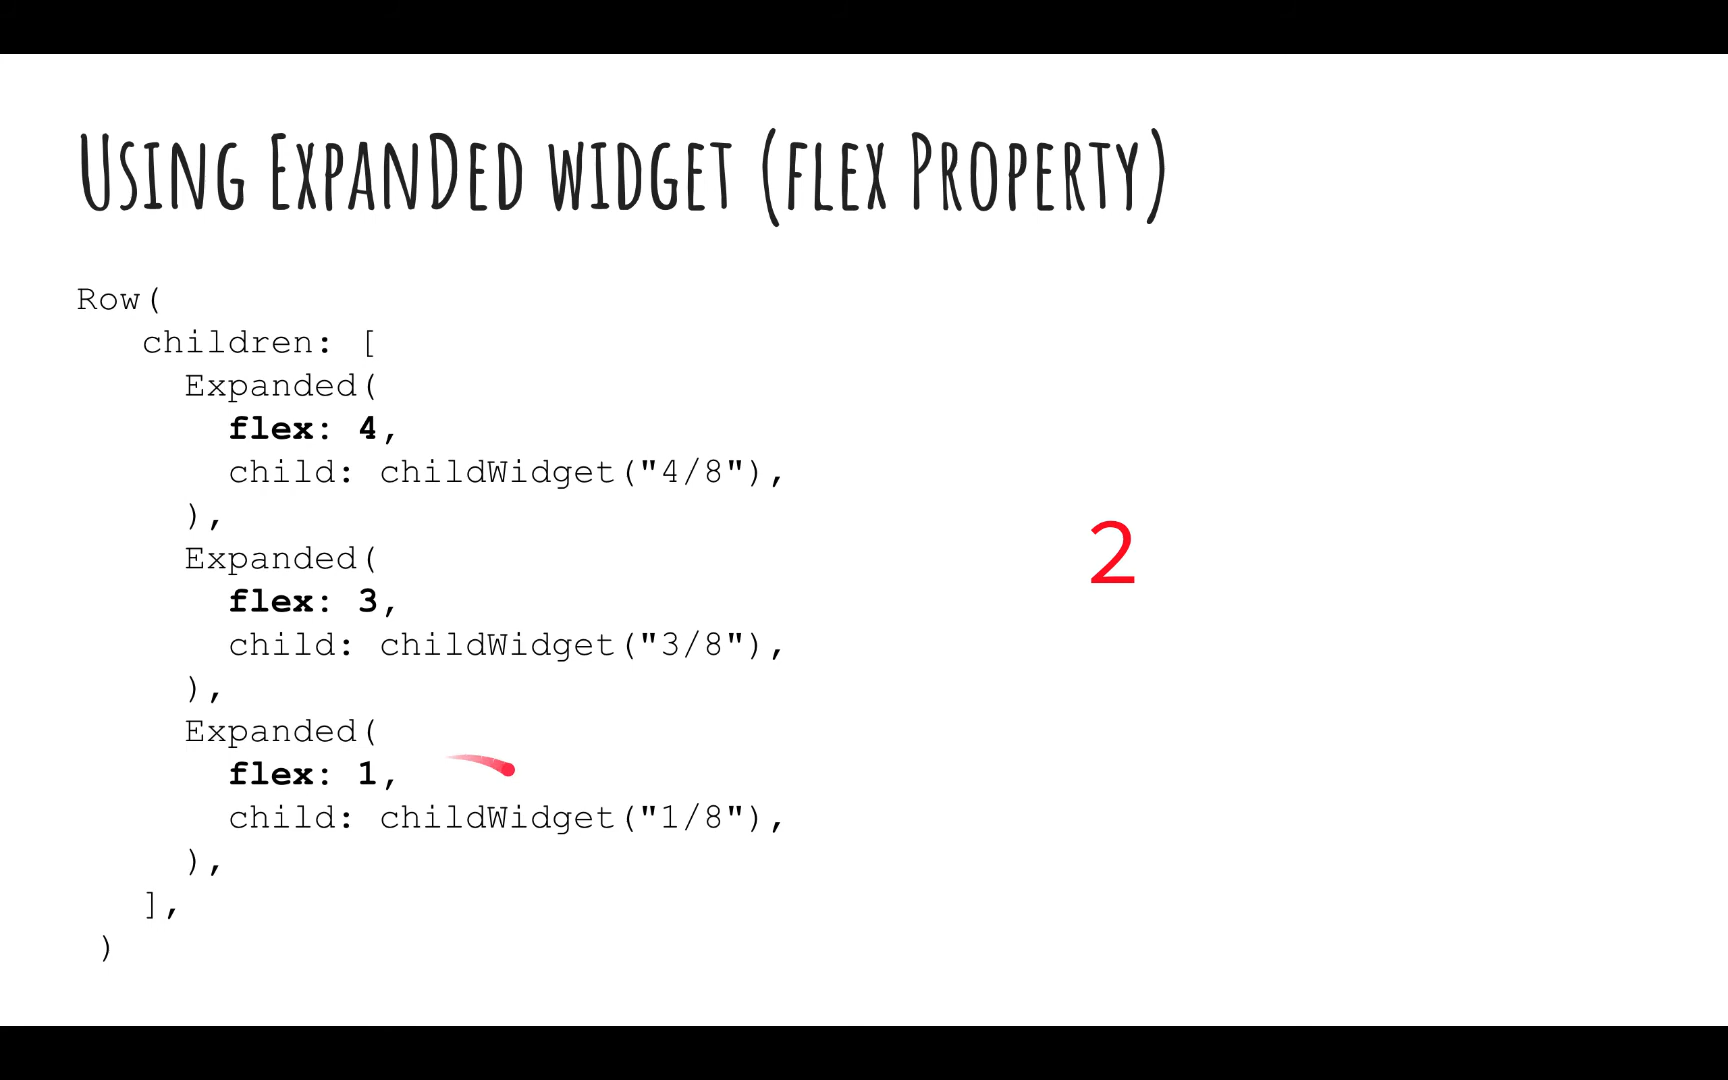 USING EXPANDED WIDGET (FLEX PROPERTY)
Row(
children: [
Expanded(
flex: 4,
child: childWidget("4/8"),
),
Expanded(
flex: 3,
child: childWidget("3/8"),
),
Expanded(
flex: 1,
child: childWidget("1/8"),
),
],
)
2